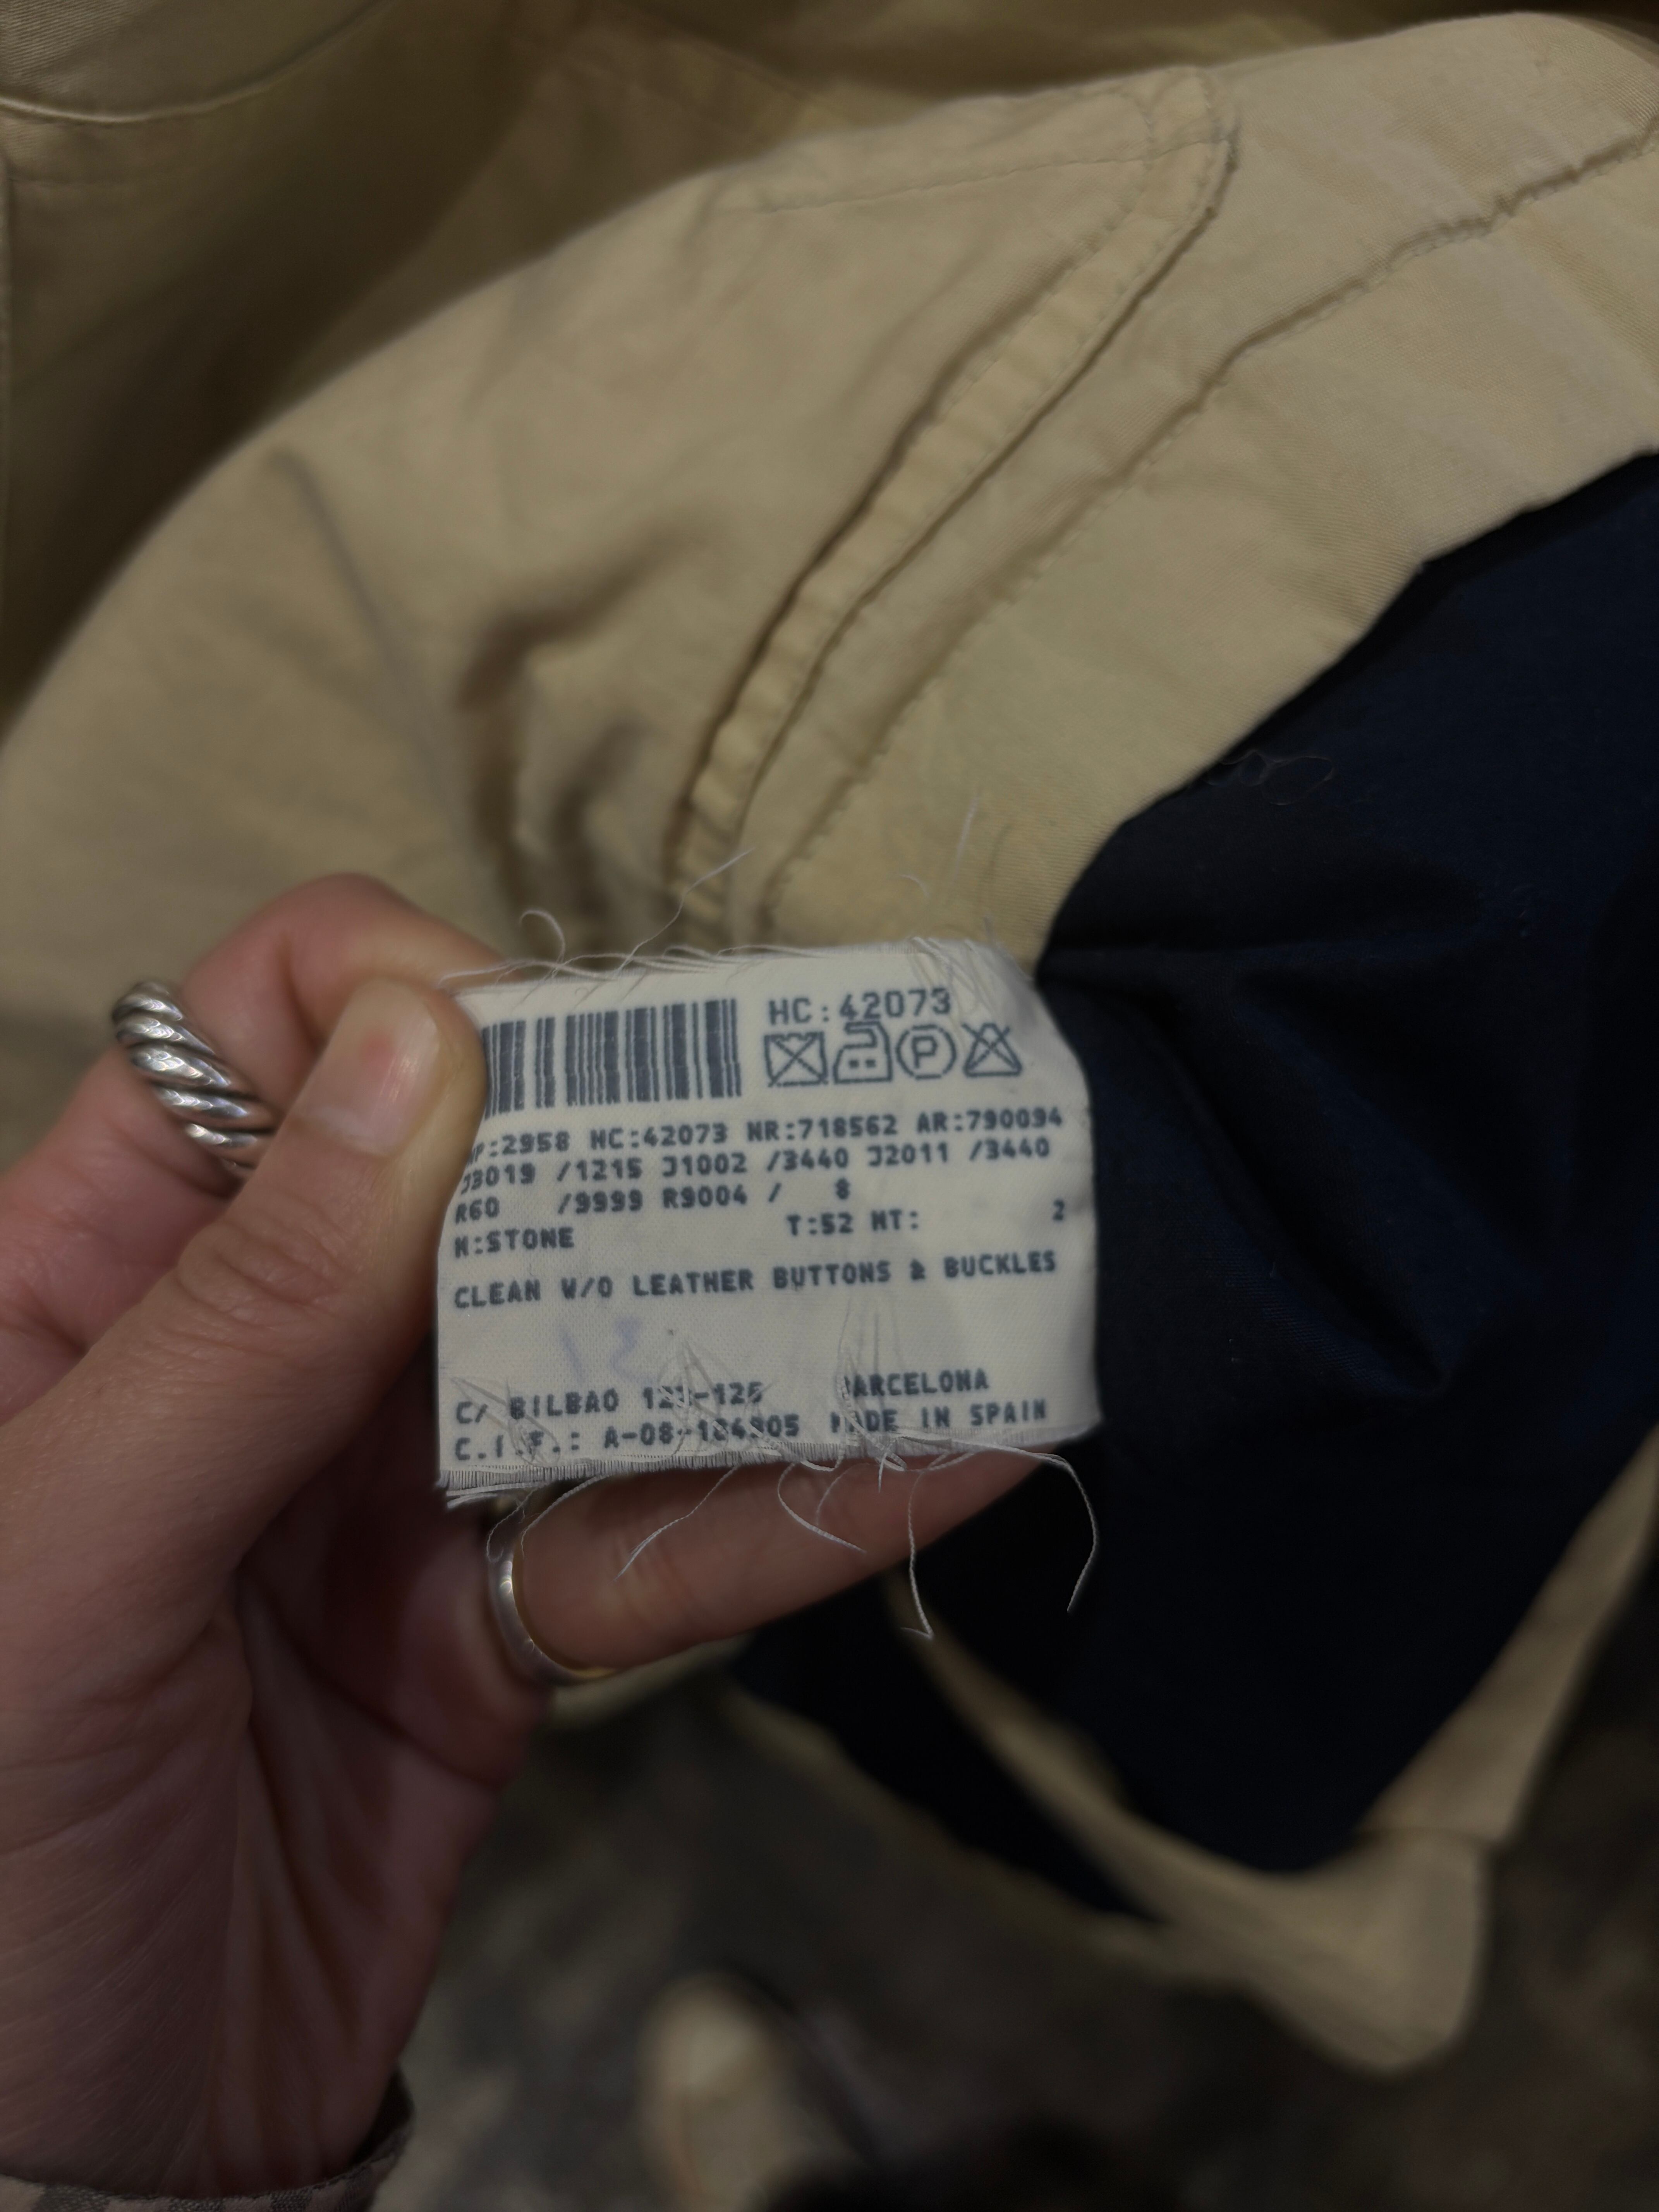 HC:42073
P:2958 HC:42073 NR:718562 AR:790094
J3019 /1215 J1002 /3440 J2011 /3440
R60 /9999 R9004 / 8
M:STONE T:52 MT: 2
CLEAN W/O LEATHER BUTTONS & BUCKLES
C/ BILBAO BARCELONA
C.I.F.: MADE IN SPAIN